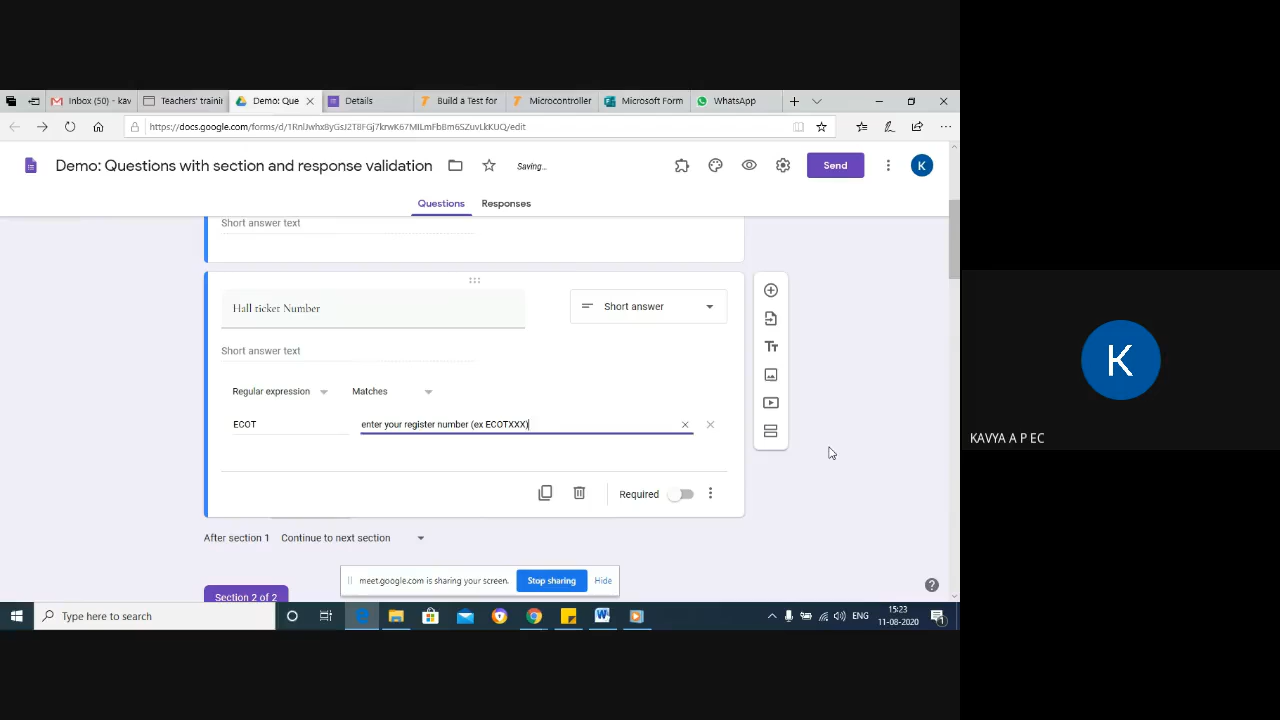 Inbox (50) - kav
Teachers' traini
Demo: Que
Details
Build a Test for
Microcontroller
Microsoft Form
WhatsApp
https://docs.google.com/forms/d/1RnlJwhx8yGsJ2T8FGj7krwK67MILmFbBm6SZuvLkKUQ/edit
Demo: Questions with section and response validation
Saving...
Send
K
Questions
Responses
Short answer text
Hall ticket Number
Short answer
Short answer text
Regular expression
Matches
ECOT
enter your register number (ex ECOTXXX)
Required
After section 1
Continue to next section
Section 2 of 2
meet.google.com is sharing your screen.
Stop sharing
Hide
Type here to search
ENG
15:23
11-08-2020
1
K
KAVYA A P EC